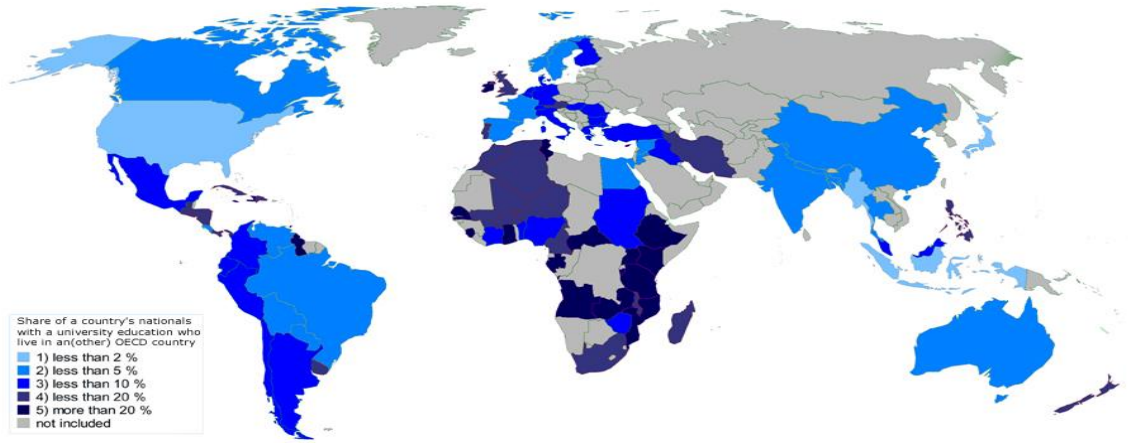 Share of a country's nationals
with a university education who
live in an(other) OECD country
1) less than 2 %
2) less than 5 %
3) less than 10 %
4) less than 20 %
5) more than 20 %
not included